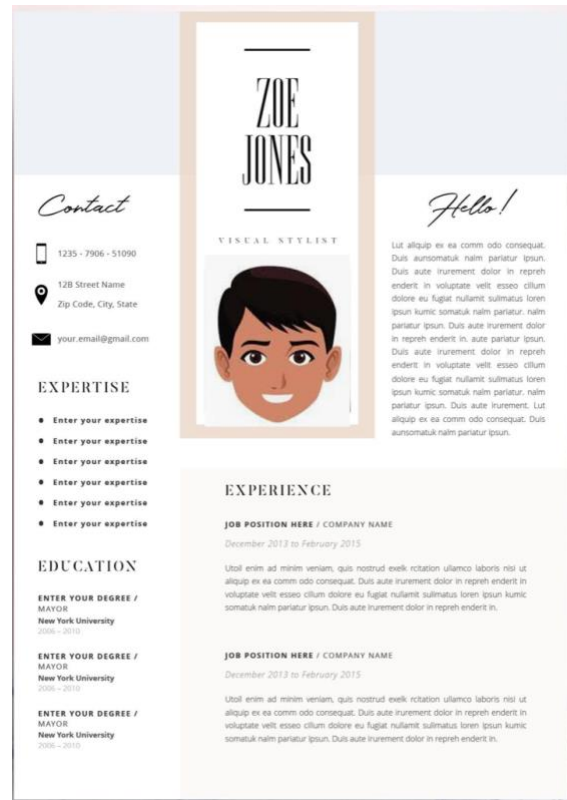 ZOE
JONES
VISUAL STYLIST
Contact
1235 - 7906 - 51090
12B Street Name
Zip Code, City, State
your.email@gmail.com
EXPERTISE
Enter your expertise
Enter your expertise
Enter your expertise
Enter your expertise
Enter your expertise
Enter your expertise
EDUCATION
ENTER YOUR DEGREE /
MAYOR
New York University
2006 – 2010
ENTER YOUR DEGREE /
MAYOR
New York University
2006 – 2010
ENTER YOUR DEGREE /
MAYOR
New York University
2006 – 2010
Hello!
Lut aliquip ex ea comm odo consequat.
Duis aunsomatuk nalm pariatur ipsun.
Duis aute irurement dolor in repreh
enderit in voluptate velit esseo cillum
dolore eu fugiat nullamit sulimatus loren
ipsun kumic somatuk nalm pariatur. nalm
pariatur ipsun. Duis aute irurement dolor
in repreh enderit in. aute pariatur ipsun.
Duis aute irurement dolor in repreh
enderit in voluptate velit esseo cillum
dolore eu fugiat nullamit sulimatus loren
ipsun kumic somatuk nalm pariatur. nalm
pariatur ipsun. Duis aute irurement. Lut
aliquip ex ea comm odo consequat. Duis
aunsomatuk nalm pariatur ipsun.
EXPERIENCE
JOB POSITION HERE / COMPANY NAME
December 2013 to February 2015
Utoll enim ad minim veniam, quis nostrud exelk rcitation ullamco laboris nisi ut
aliquip ex ea comm odo consequat. Duis aute irurement dolor in repreh enderit in
voluptate velit esseo cillum dolore eu fugiat nullamit sulimatus loren ipsun kumic
somatuk nalm pariatur ipsun. Duis aute irurement dolor in repreh enderit in.
JOB POSITION HERE / COMPANY NAME
December 2013 to February 2015
Utoll enim ad minim veniam, quis nostrud exelk rcitation ullamco laboris nisi ut
aliquip ex ea comm odo consequat. Duis aute irurement dolor in repreh enderit in
voluptate velit esseo cillum dolore eu fugiat nullamit sulimatus loren ipsun kumic
somatuk nalm pariatur ipsun. Duis aute irurement dolor in repreh enderit in.